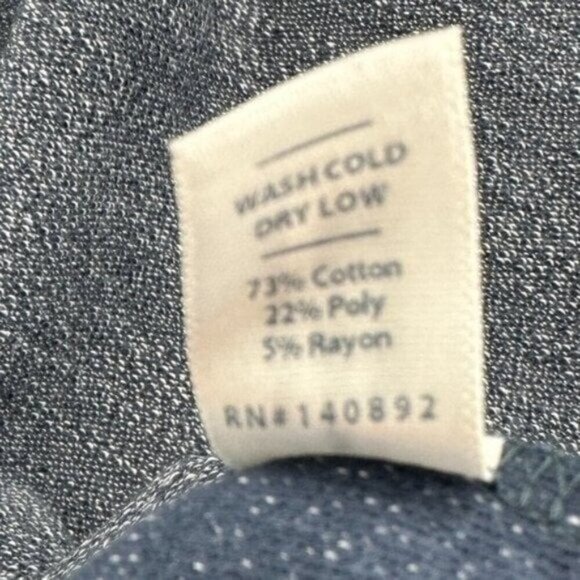 WASH COLD
DRY LOW
73% Cotton
22% Poly
5% Rayon
RN#140892